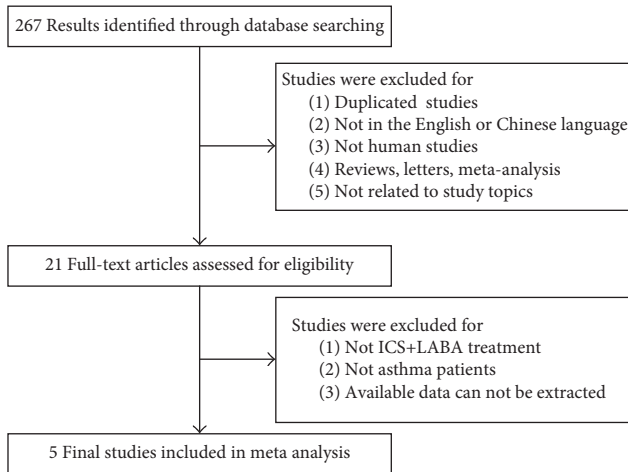 267 Results identified through database searching
Studies were excluded for
(1) Duplicated studies
(2) Not in the English or Chinese language
(3) Not human studies
(4) Reviews, letters, meta-analysis
(5) Not related to study topics
21 Full-text articles assessed for eligibility
Studies were excluded for
(1) Not ICS+LABA treatment
(2) Not asthma patients
(3) Available data can not be extracted
5 Final studies included in meta analysis